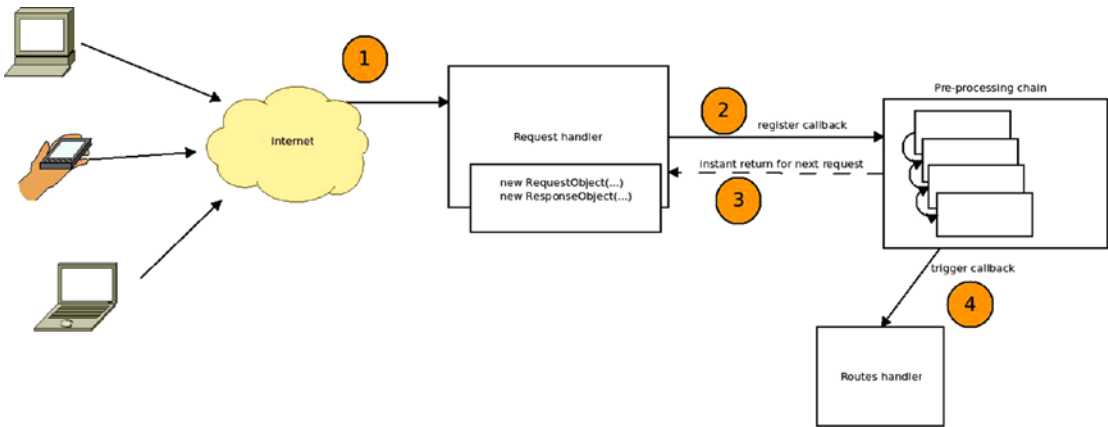 1
Internet
Request handler
new RequestObject(...)
new ResponseObject(...)
2
register callback
instant return for next request
3
Pre-processing chain
trigger callback
4
Routes handler